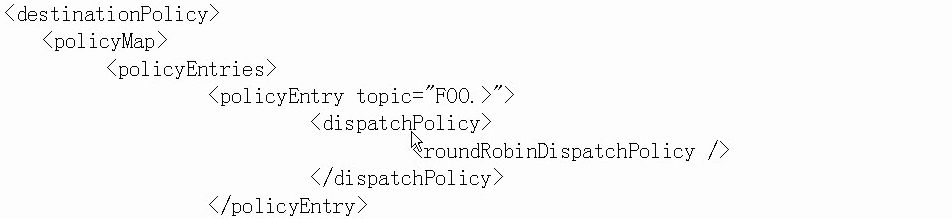 <destinationPolicy>
<policyMap>
<policyEntries>
<policyEntry topic="FOO.>">
<dispatchPolicy>
<roundRobinDispatchPolicy />
</dispatchPolicy>
</policyEntry>